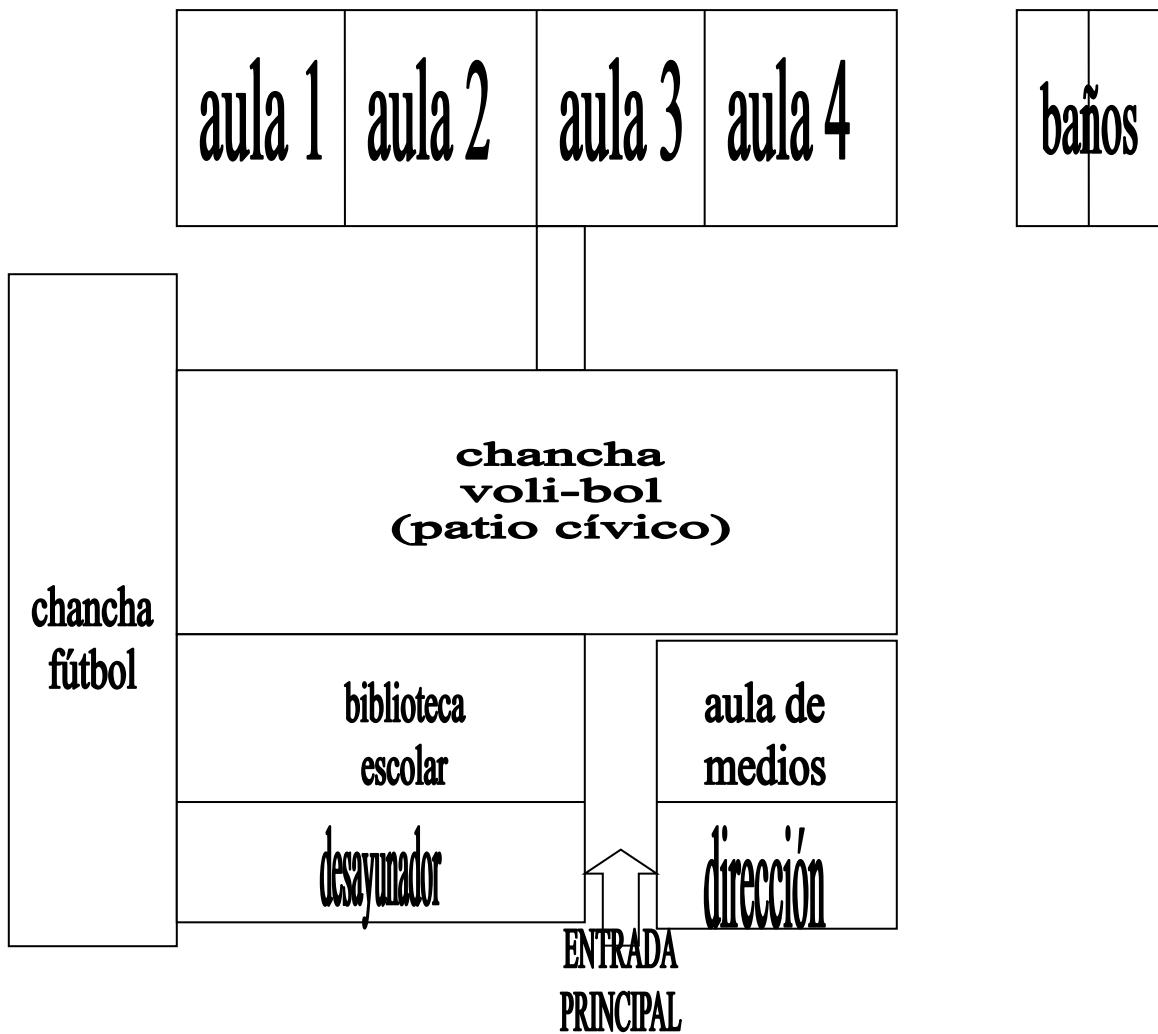 aula 1
aula 2
aula 3
aula 4
baños
chancha
voli-bol
(patio cívico)
chancha
fútbol
biblioteca
escolar
aula de
medios
desayunador
dirección
ENTRADA
PRINCIPAL